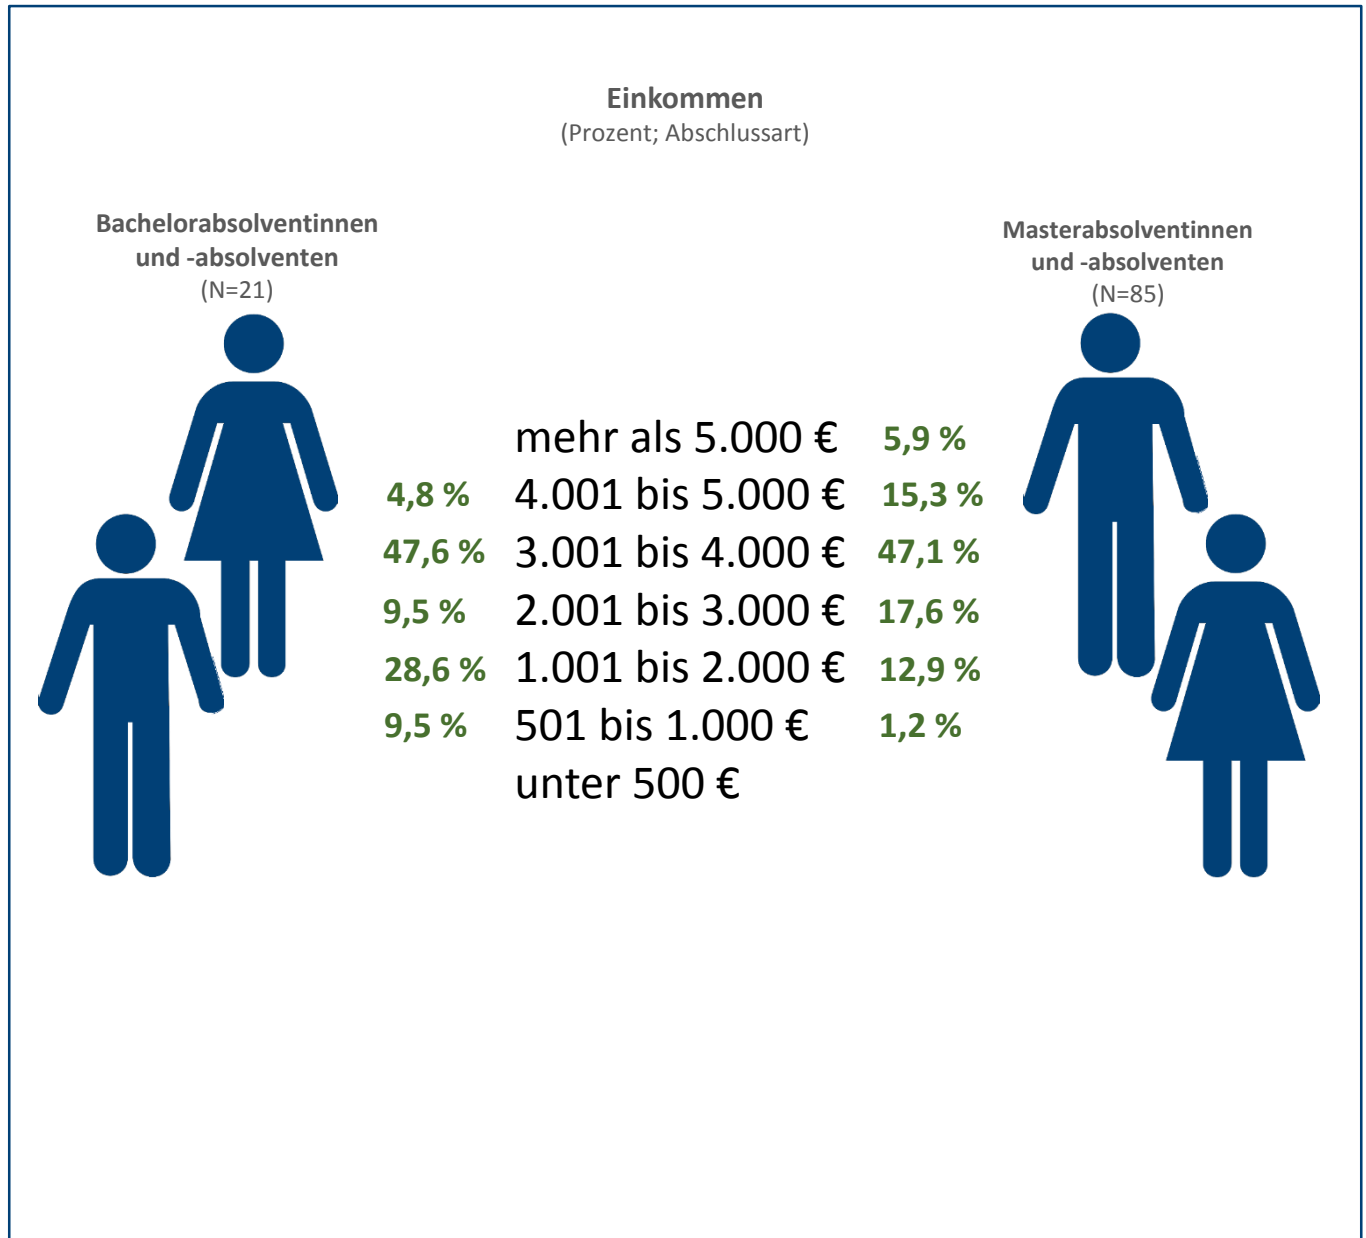 Einkommen
(Prozent; Abschlussart)
Bachelorabsolventinnen
und -absolventen
(N=21)
Masterabsolventinnen
und -absolventen
(N=85)
mehr als 5.000 € 5,9 %
4,8 % 4.001 bis 5.000 € 15,3 %
47,6 % 3.001 bis 4.000 € 47,1 %
9,5 % 2.001 bis 3.000 € 17,6 %
28,6 % 1.001 bis 2.000 € 12,9 %
9,5 % 501 bis 1.000 € 1,2 %
unter 500 €